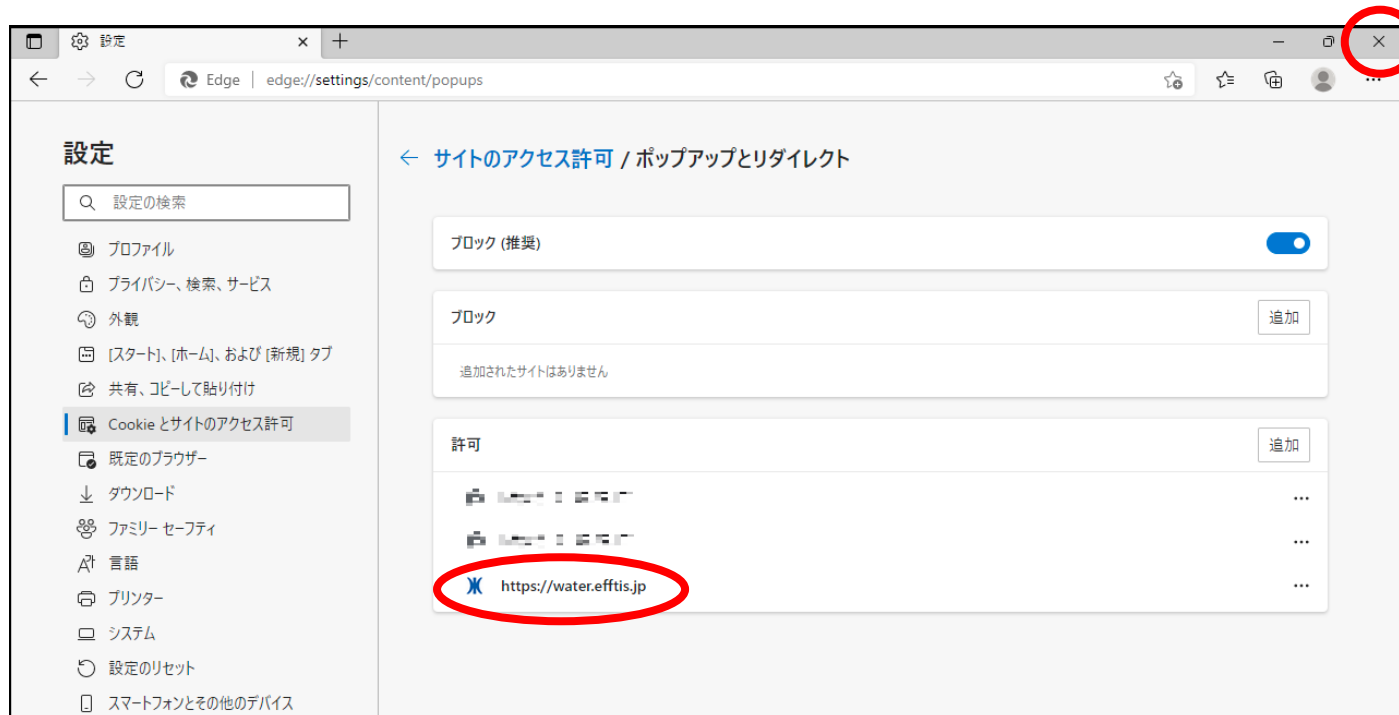 設定
Edge | edge://settings/content/popups
設定
設定の検索
プロファイル
プライバシー、検索、サービス
外観
[スタート]、[ホーム]、および [新規] タブ
共有、コピーして貼り付け
Cookie とサイトのアクセス許可
既定のブラウザー
ダウンロード
ファミリー セーフティ
言語
プリンター
システム
設定のリセット
スマートフォンとその他のデバイス
サイトのアクセス許可 / ポップアップとリダイレクト
ブロック (推奨)
ブロック
追加
追加されたサイトはありません
許可
追加
https://water.efftis.jp